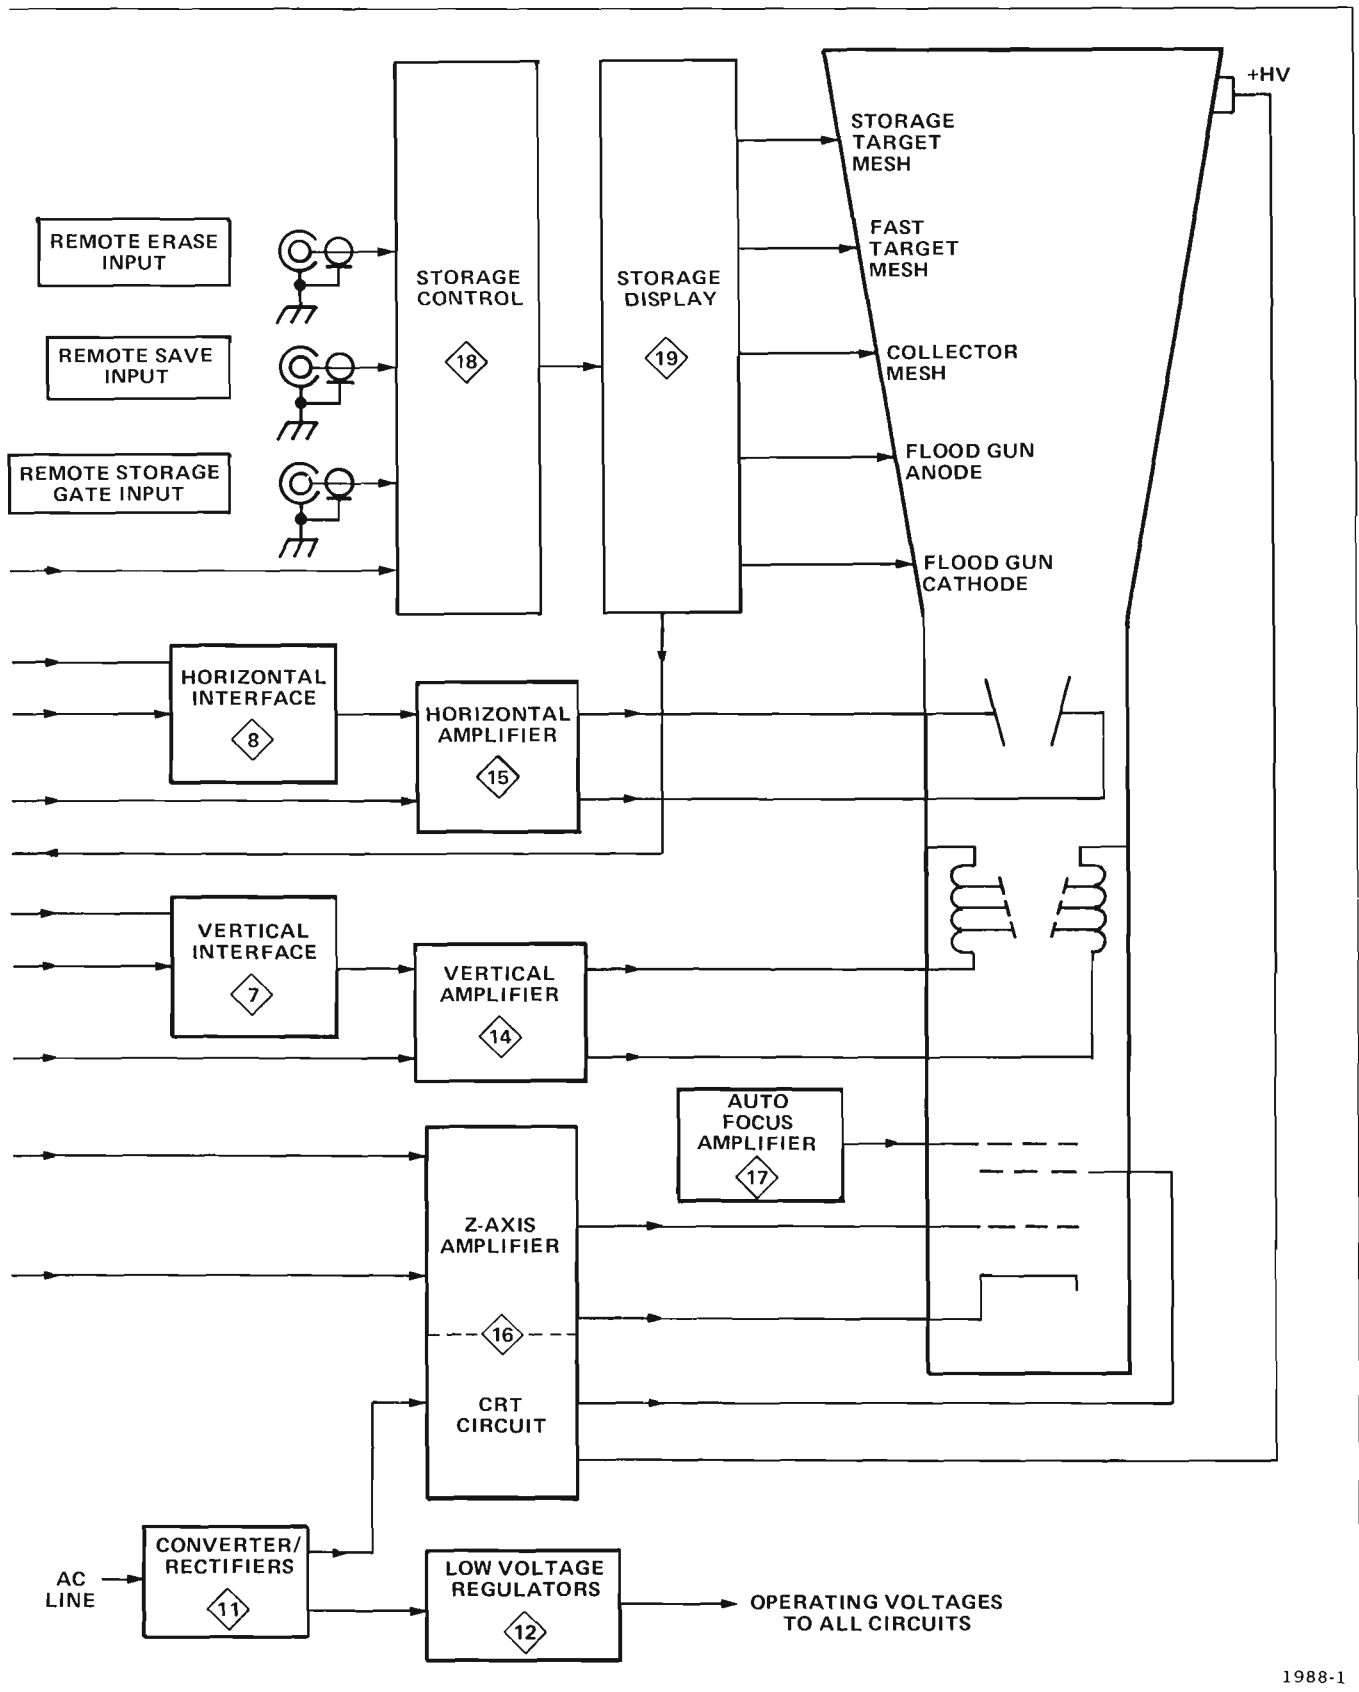 +HV
STORAGE
TARGET
MESH
REMOTE ERASE
INPUT
FAST
TARGET
MESH
STORAGE
CONTROL
18
STORAGE
DISPLAY
19
REMOTE SAVE
INPUT
COLLECTOR
MESH
REMOTE STORAGE
GATE INPUT
FLOOD GUN
ANODE
FLOOD GUN
CATHODE
HORIZONTAL
INTERFACE
8
HORIZONTAL
AMPLIFIER
15
VERTICAL
INTERFACE
7
VERTICAL
AMPLIFIER
14
AUTO
FOCUS
AMPLIFIER
17
Z-AXIS
AMPLIFIER
16
CRT
CIRCUIT
AC
LINE
CONVERTER/
RECTIFIERS
11
LOW VOLTAGE
REGULATORS
12
OPERATING VOLTAGES
TO ALL CIRCUITS
1988-1